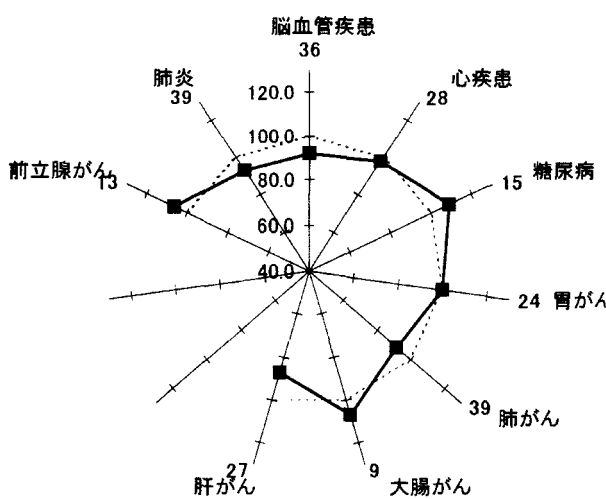 脳血管疾患
36
肺炎
39
心疾患
28
120.0
100.0
80.0
60.0
40.0
前立腺がん
13
15 糖尿病
24 胃がん
39 肺がん
27
肝がん
9
大腸がん